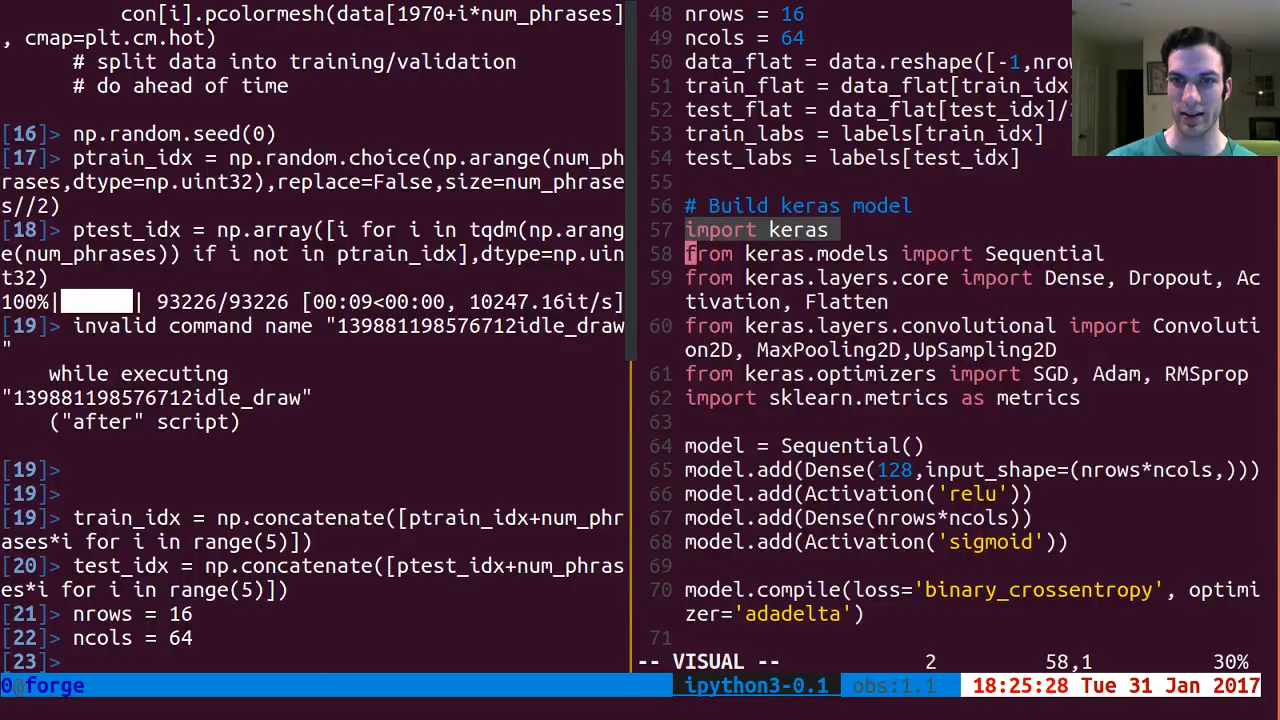 con[i].pcolormesh(data[1970+i*num_phrases]
, cmap=plt.cm.hot)
# split data into training/validation
# do ahead of time
[16]> np.random.seed(0)
[17]> ptrain_idx = np.random.choice(np.arange(num_ph
rases,dtype=np.uint32),replace=False,size=num_phrase
s//2)
[18]> ptest_idx = np.array([i for i in tqdm(np.arang
e(num_phrases)) if i not in ptrain_idx],dtype=np.uin
t32)
100%|██████| 93226/93226 [00:09<00:00, 10247.16it/s]
[19]> invalid command name "139881198576712idle_draw
"
while executing
"139881198576712idle_draw"
("after" script)
[19]>
[19]>
[19]> train_idx = np.concatenate([ptrain_idx+num_phr
ases*i for i in range(5)])
[20]> test_idx = np.concatenate([ptest_idx+num_phras
es*i for i in range(5)])
[21]> nrows = 16
[22]> ncols = 64
[23]>
48 nrows = 16
49 ncols = 64
50 data_flat = data.reshape([-1,nrow
51 train_flat = data_flat[train_idx]
52 test_flat = data_flat[test_idx]/
53 train_labs = labels[train_idx]
54 test_labs = labels[test_idx]
55
56 # Build keras model
57 import keras
58 from keras.models import Sequential
59 from keras.layers.core import Dense, Dropout, Ac
tivation, Flatten
60 from keras.layers.convolutional import Convoluti
on2D, MaxPooling2D,UpSampling2D
61 from keras.optimizers import SGD, Adam, RMSprop
62 import sklearn.metrics as metrics
63
64 model = Sequential()
65 model.add(Dense(128,input_shape=(nrows*ncols,)))
66 model.add(Activation('relu'))
67 model.add(Dense(nrows*ncols))
68 model.add(Activation('sigmoid'))
69
70 model.compile(loss='binary_crossentropy', optimi
zer='adadelta')
71
-- VISUAL -- 2 58,1 30%
0@forge ipython3-0.1 obs:1.1 18:25:28 Tue 31 Jan 2017